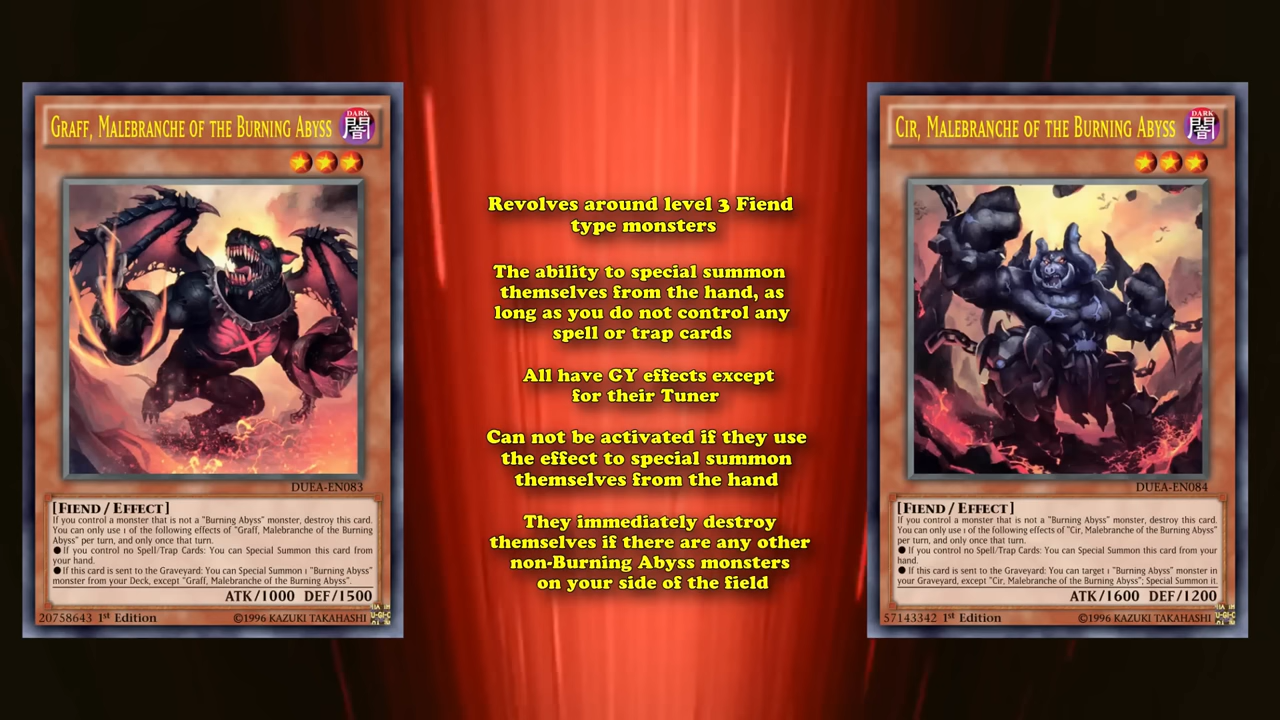 GRAFF, MALEBRANCHE OF THE BURNING ABYSS
DARK
闇
DUEA-EN083
[FIEND / EFFECT]
If you control a monster that is not a "Burning Abyss" monster, destroy this card.
You can only use 1 of the following effects of "Graff, Malebranche of the Burning
Abyss" per turn, and only once that turn.
● If you control no Spell/Trap Cards: You can Special Summon this card from
your hand.
● If this card is sent to the Graveyard: You can Special Summon 1 "Burning Abyss"
monster from your Deck, except "Graff, Malebranche of the Burning Abyss".
ATK/1000 DEF/1500
20758643 1st Edition ©1996 KAZUKI TAKAHASHI
Revolves around level 3 Fiend
type monsters
The ability to special summon
themselves from the hand, as
long as you do not control any
spell or trap cards
All have GY effects except
for their Tuner
Can not be activated if they use
the effect to special summon
themselves from the hand
They immediately destroy
themselves if there are any other
non-Burning Abyss monsters
on your side of the field
CIR, MALEBRANCHE OF THE BURNING ABYSS
DARK
闇
DUEA-EN084
[FIEND / EFFECT]
If you control a monster that is not a "Burning Abyss" monster, destroy this card.
You can only use 1 of the following effects of "Cir, Malebranche of the Burning Abyss"
per turn, and only once that turn.
● If you control no Spell/Trap Cards: You can Special Summon this card from your
hand.
● If this card is sent to the Graveyard: You can target 1 "Burning Abyss" monster in
your Graveyard, except "Cir, Malebranche of the Burning Abyss"; Special Summon it.
ATK/1600 DEF/1200
57143342 1st Edition ©1996 KAZUKI TAKAHASHI